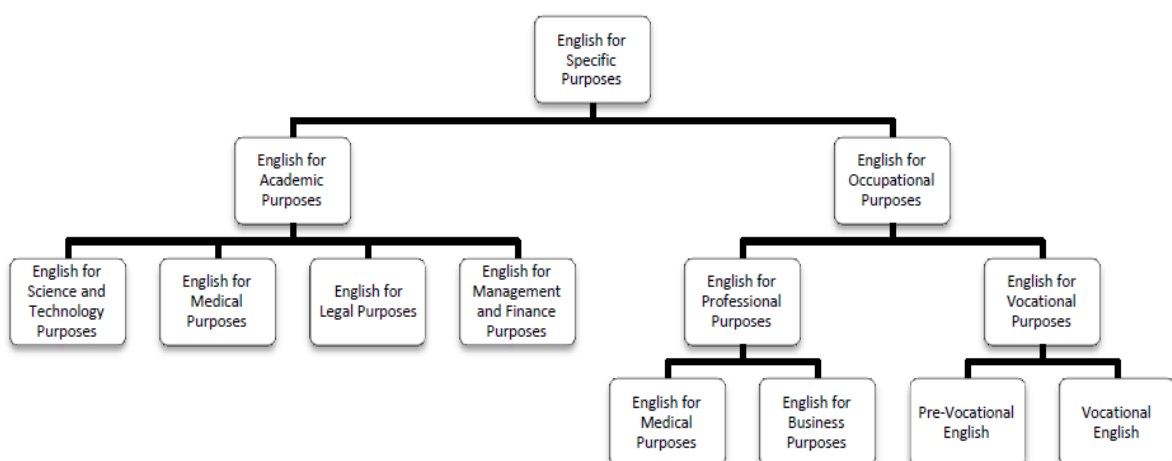 English for
Specific
Purposes
English for
Academic
Purposes
English for
Occupational
Purposes
English for
Science and
Technology
Purposes
English for
Medical
Purposes
English for
Legal Purposes
English for
Management
and Finance
Purposes
English for
Professional
Purposes
English for
Vocational
Purposes
English for
Medical
Purposes
English for
Business
Purposes
Pre-Vocational
English
Vocational
English